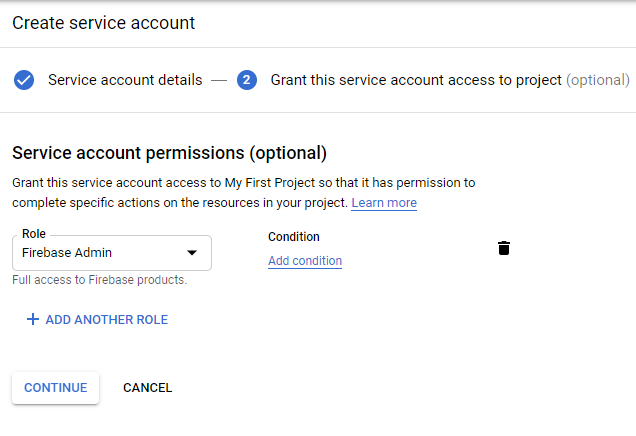 Create service account
Service account details — 2 Grant this service account access to project (optional)
Service account permissions (optional)
Grant this service account access to My First Project so that it has permission to
complete specific actions on the resources in your project. Learn more
Role
Firebase Admin
Full access to Firebase products.
Condition
Add condition
+ ADD ANOTHER ROLE
CONTINUE CANCEL